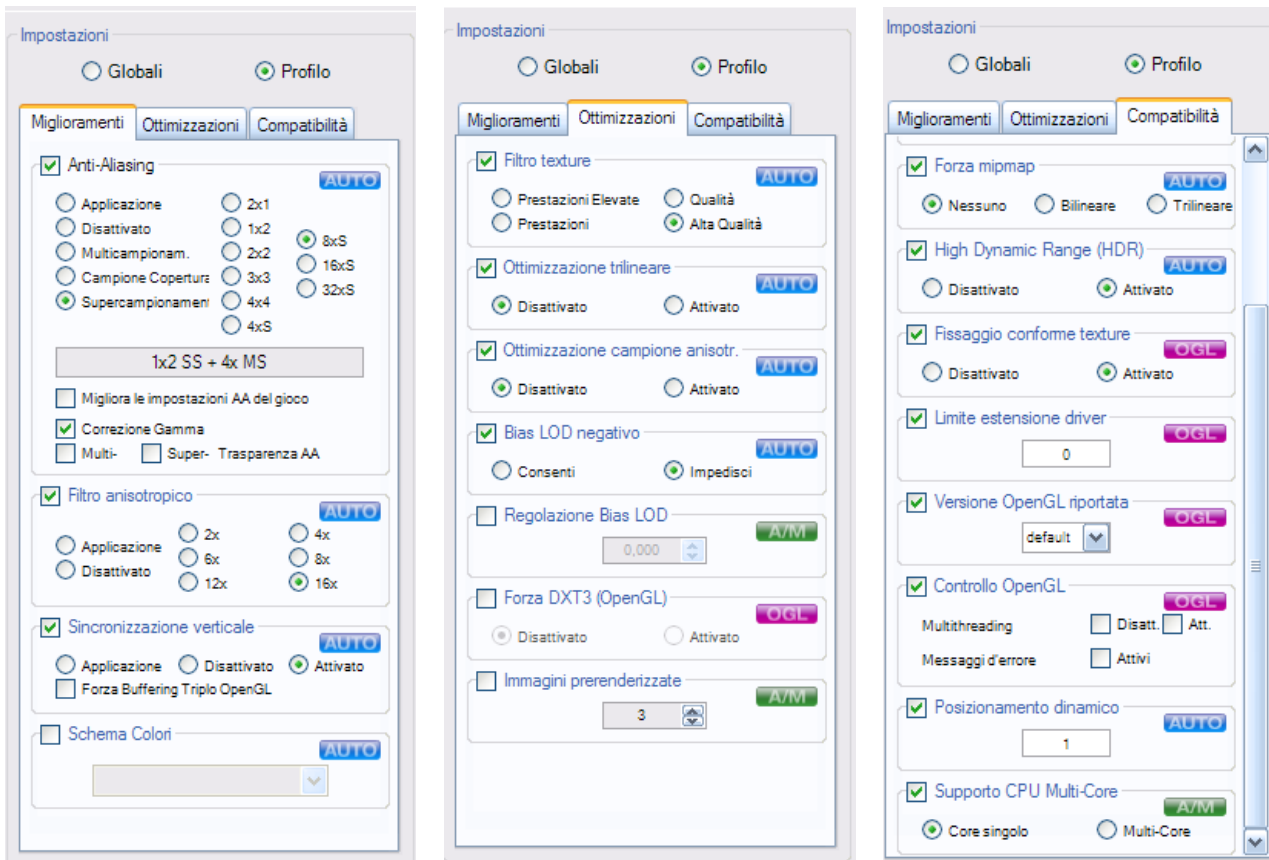 Impostazioni
Globali Profilo
Miglioramenti Ottimizzazioni Compatibilità
Anti-Aliasing
AUTO
Applicazione 2x1
Disattivato 1x2 8xS
Multicampionam. 2x2 16xS
Campione Copertura 3x3 32xS
Supercampionament 4x4
4xS
1x2 SS + 4x MS
Migliora le impostazioni AA del gioco
Correzione Gamma
Multi- Super- Trasparenza AA
Filtro anisotropico
AUTO
Applicazione 2x 4x
Disattivato 6x 8x
12x 16x
Sincronizzazione verticale
AUTO
Applicazione Disattivato Attivato
Forza Buffering Triplo OpenGL
Schema Colori
AUTO
Impostazioni
Globali Profilo
Miglioramenti Ottimizzazioni Compatibilità
Filtro texture
AUTO
Prestazioni Elevate Qualità
Prestazioni Alta Qualità
Ottimizzazione trilineare
AUTO
Disattivato Attivato
Ottimizzazione campione anisotr.
AUTO
Disattivato Attivato
Bias LOD negativo
AUTO
Consenti Impedisci
Regolazione Bias LOD
A/M
0,000
Forza DXT3 (OpenGL)
OGL
Disattivato Attivato
Immagini prerenderizzate
A/M
3
Impostazioni
Globali Profilo
Miglioramenti Ottimizzazioni Compatibilità
Forza mipmap
AUTO
Nessuno Bilineare Trilineare
High Dynamic Range (HDR)
AUTO
Disattivato Attivato
Fissaggio conforme texture
OGL
Disattivato Attivato
Limite estensione driver
OGL
0
Versione OpenGL riportata
OGL
default
Controllo OpenGL
OGL
Multithreading Disatt. Att.
Messaggi d'errore Attivi
Posizionamento dinamico
AUTO
1
Supporto CPU Multi-Core
A/M
Core singolo Multi-Core